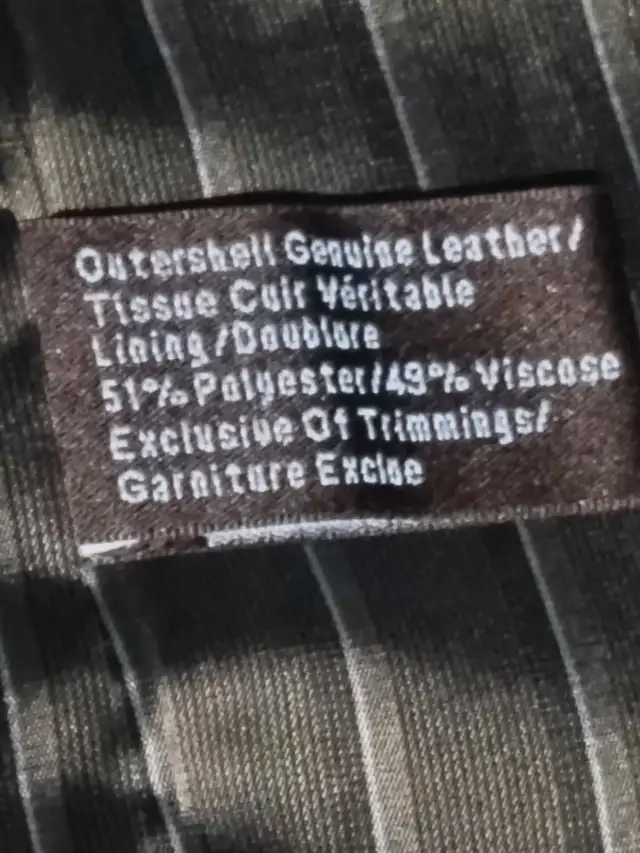 Outershell Genuine Leather/
Tissue Cuir Véritable
Lining/Doublure
51% Polyester/49% Viscose
Exclusive Of Trimmings/
Garniture Exclue